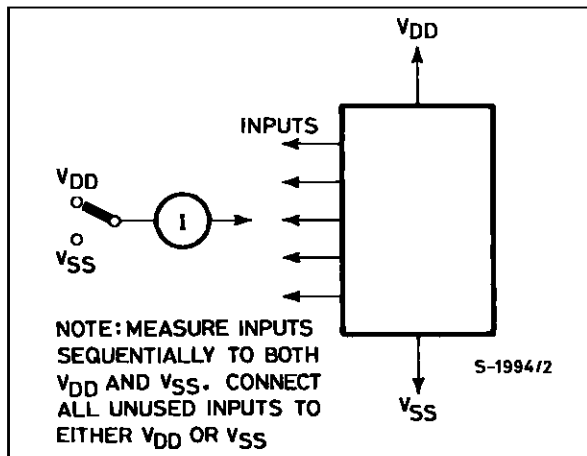 VDD
INPUTS
VDD
I
VSS
NOTE: MEASURE INPUTS
SEQUENTIALLY TO BOTH
VDD AND VSS. CONNECT
ALL UNUSED INPUTS TO
EITHER VDD OR VSS
S-1994/2
VSS